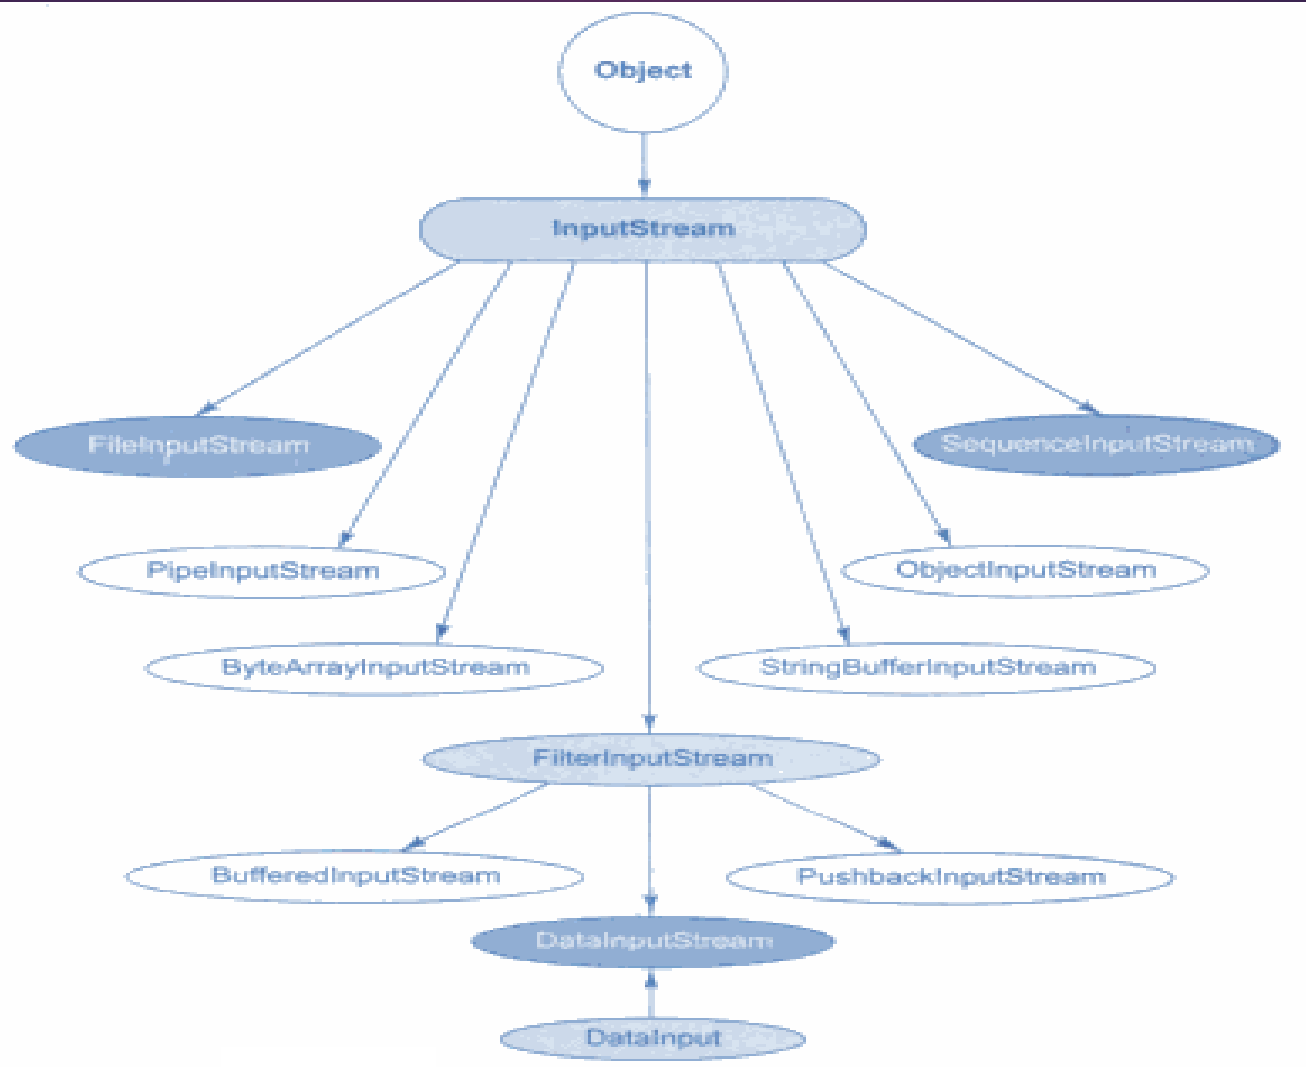 Object
InputStream
FileInputStream
SequenceInputStream
PipeInputStream
ObjectInputStream
ByteArrayInputStream
StringBufferInputStream
FilterInputStream
BufferedInputStream
PushbackInputStream
DataInputStream
DataInput